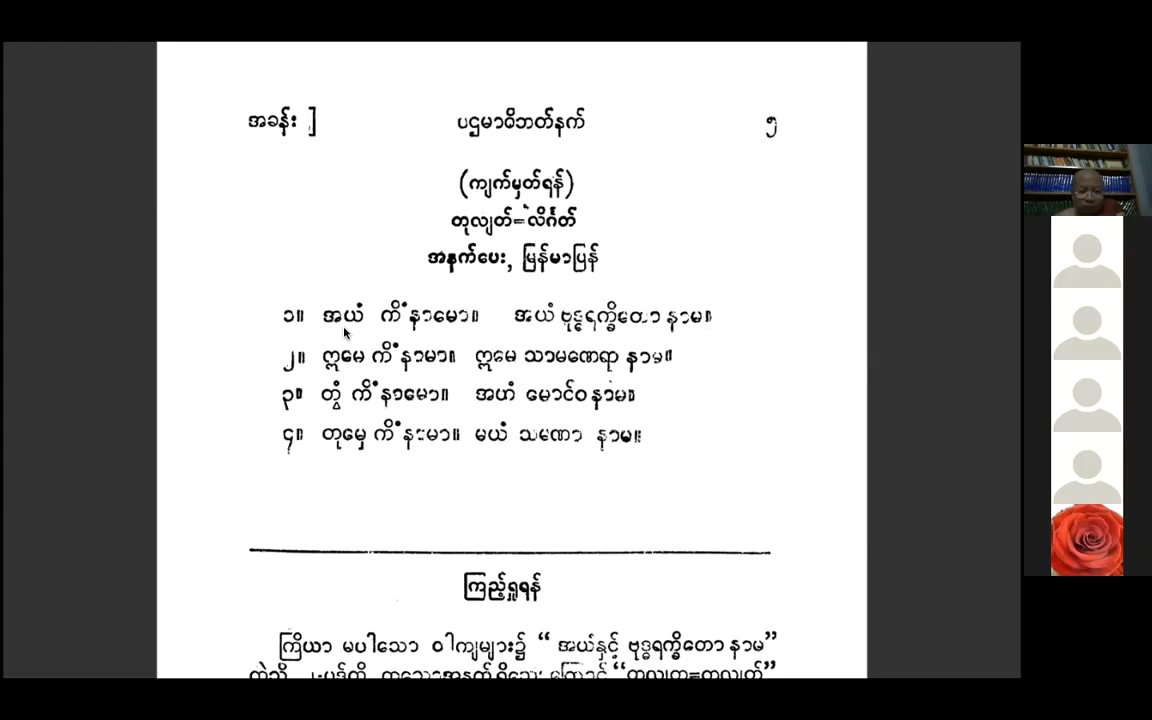 အခန်း ] ပဌမာဝိဘတ်နက် ၅
(ကျက်မှတ်ရန်)
တုလျတ်=လိင်္ဂတ်
အနက်ပေး, မြန်မာပြန်
၁။ အယံ ကိံနာမော။ အယံ ဗုဒ္ဓရက္ခိတော နာမ။
၂။ ဣမေ ကိံနာမာ။ ဣမေ သာမဏေရာ နာမ။
၃။ တွံ ကိံနာမော။ အဟံ မောင်ဝ နာမ။
၄။ တုမှေ ကိံနာမာ။ မယံ သမဏာ နာမ။
ကြည့်ရှုရန်
ကြိယာ မပါသော ဝါကျများ၌ “ အယံနှင့် ဗုဒ္ဓရက္ခိတော နာမ”